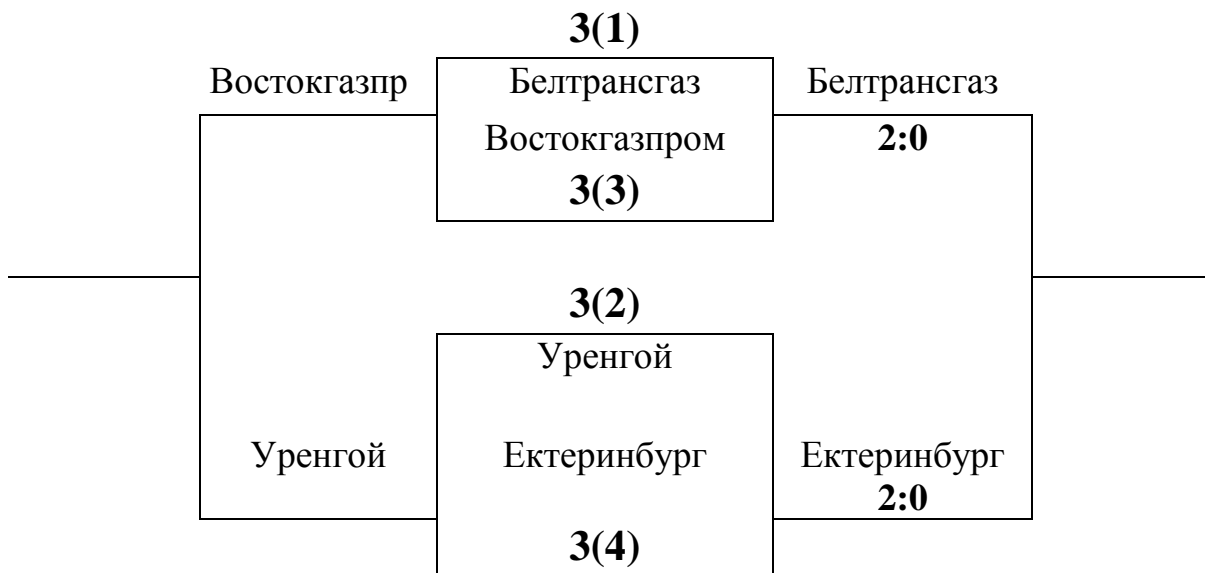 3(1)
Востокгазпр Белтрансгаз Белтрансгаз
Востокгазпром 2:0
3(3)
3(2)
Уренгой
Уренгой Ектеринбург Ектеринбург
2:0
3(4)